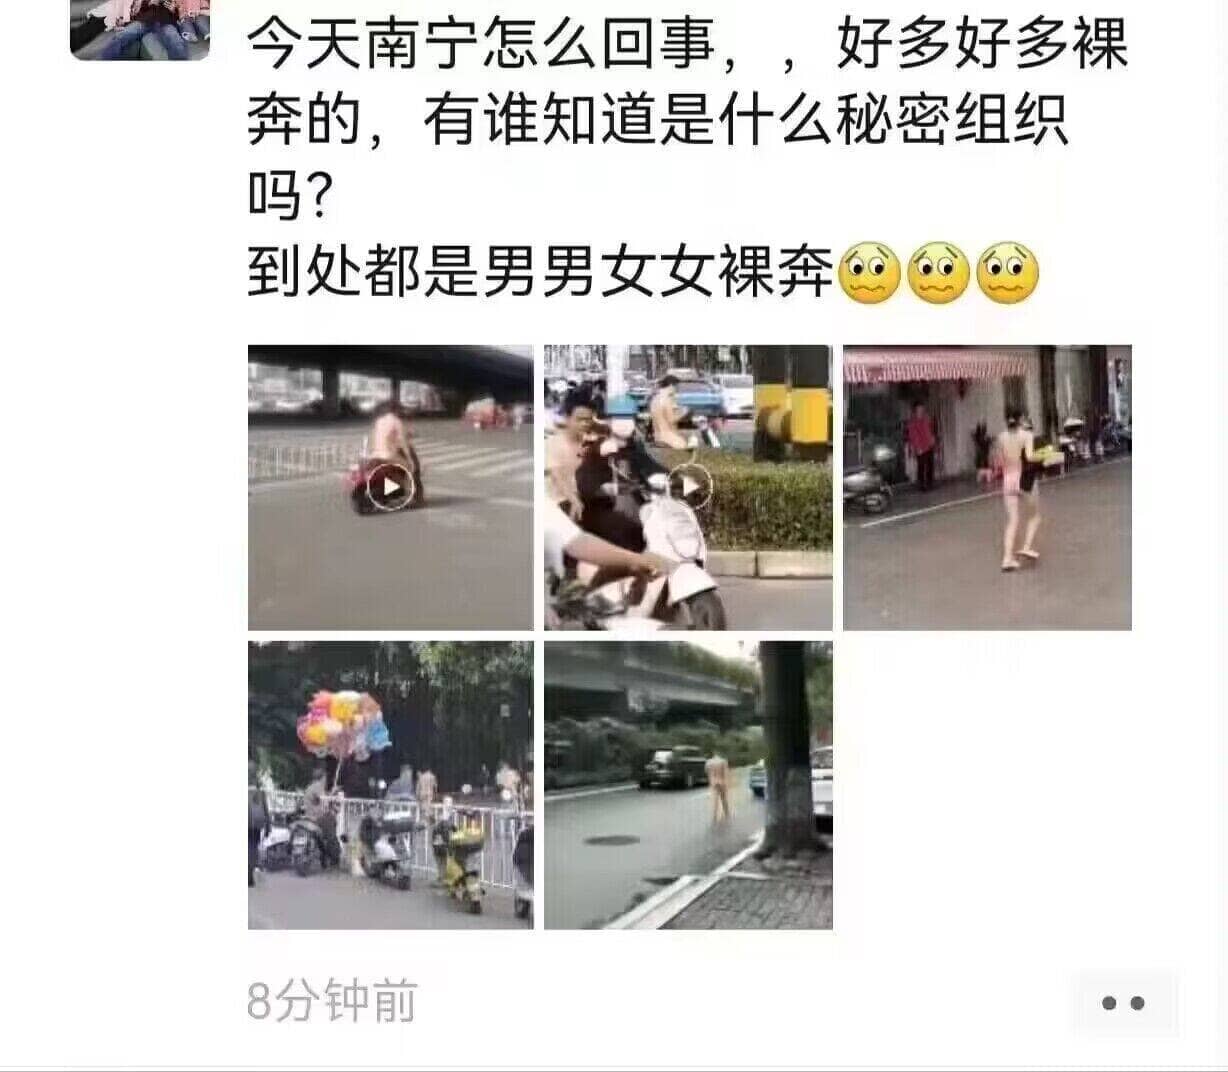 今天南宁怎么回事，，好多好多裸
奔的，有谁知道是什么秘密组织
吗？
到处都是男男女女裸奔🥴🥴🥴
8分钟前